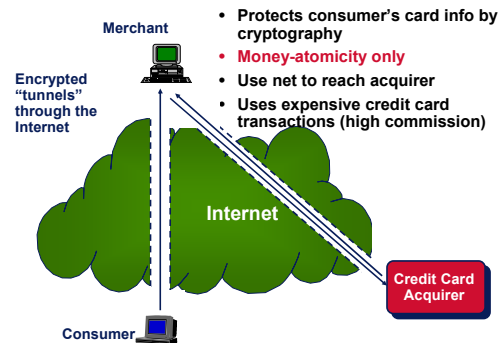 Merchant
• Protects consumer's card info by
cryptography
• Money-atomicity only
• Use net to reach acquirer
• Uses expensive credit card
transactions (high commission)
Encrypted
“tunnels”
through the
Internet
Internet
Credit Card
Acquirer
Consumer